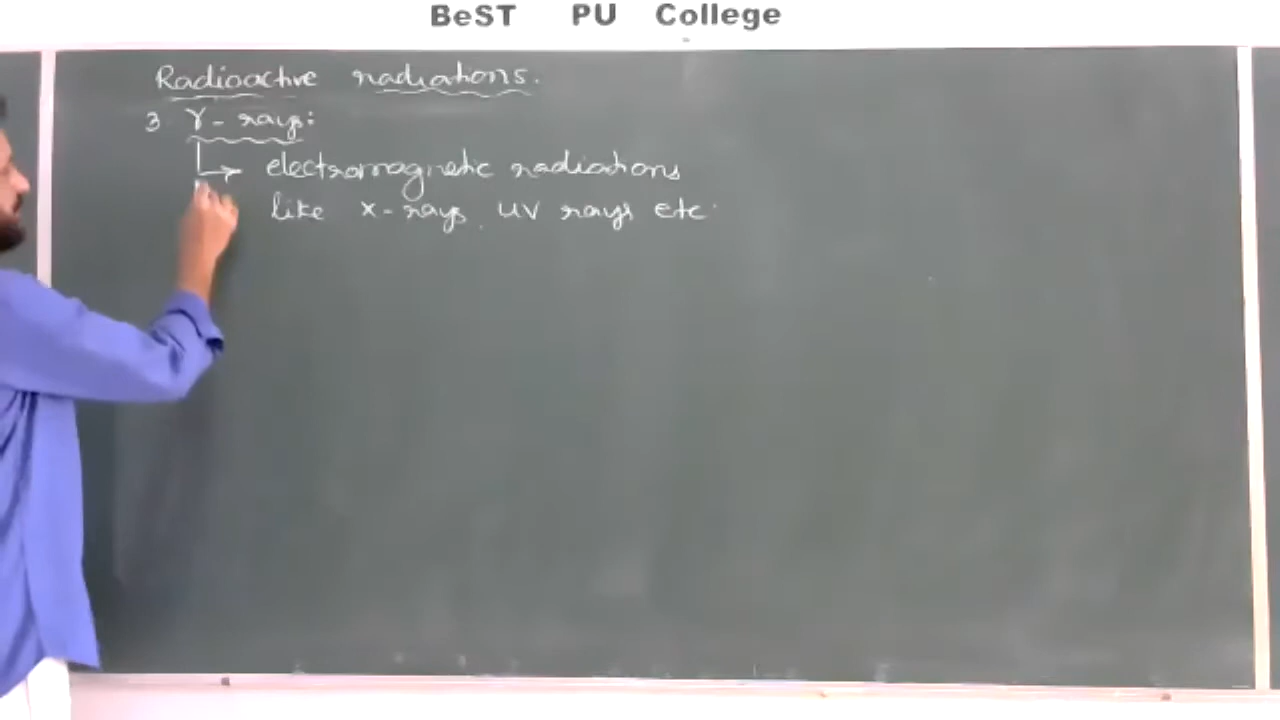 BeST PU College
Radioactive radiations.
3 γ- rays:
electromagnetic radiations
like x-rays, UV rays etc.